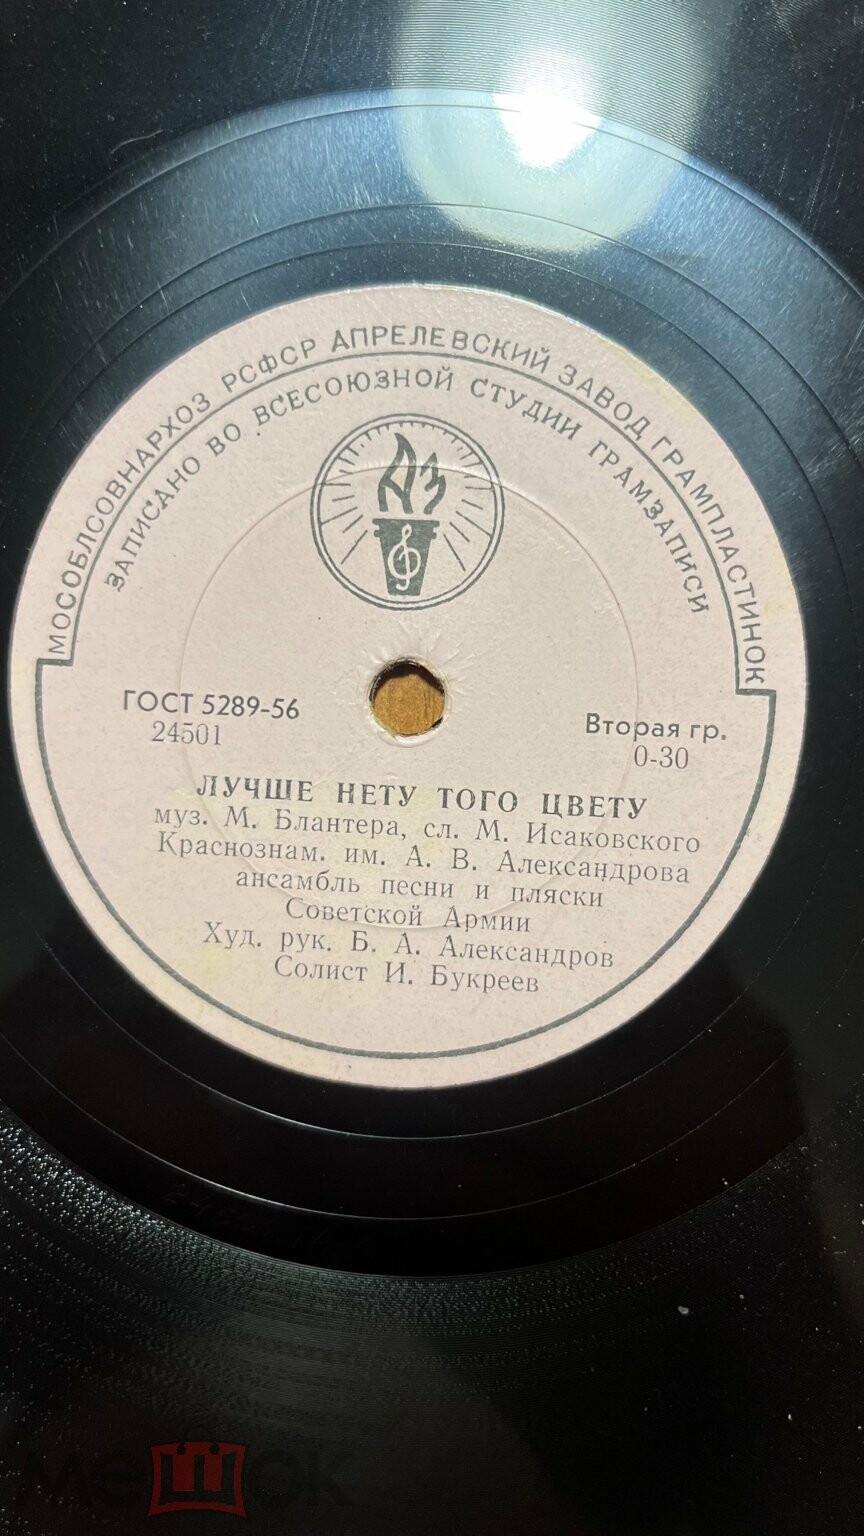 МОСОБЛСОВНАРХОЗ РСФСР АПРЕЛЕВСКИЙ ЗАВОД ГРАМПЛАСТИНОК
ЗАПИСАНО ВО ВСЕСОЮЗНОЙ СТУДИИ ГРАМЗАПИСИ
АЗ
ГОСТ 5289-56
24501
Вторая гр.
0-30
ЛУЧШЕ НЕТУ ТОГО ЦВЕТУ
муз. М. Блантера, сл. М. Исаковского
Краснознам. им. А. В. Александрова
ансамбль песни и пляски
Советской Армии
Худ. рук. Б. А. Александров
Солист И. Букреев
мешок